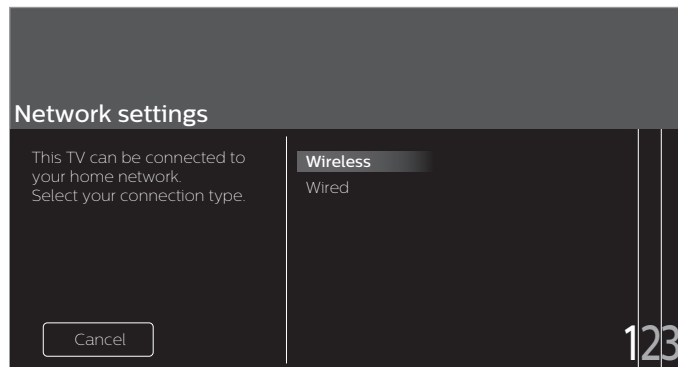 Network settings
This TV can be connected to
your home network.
Select your connection type.
Wireless
Wired
Cancel
123